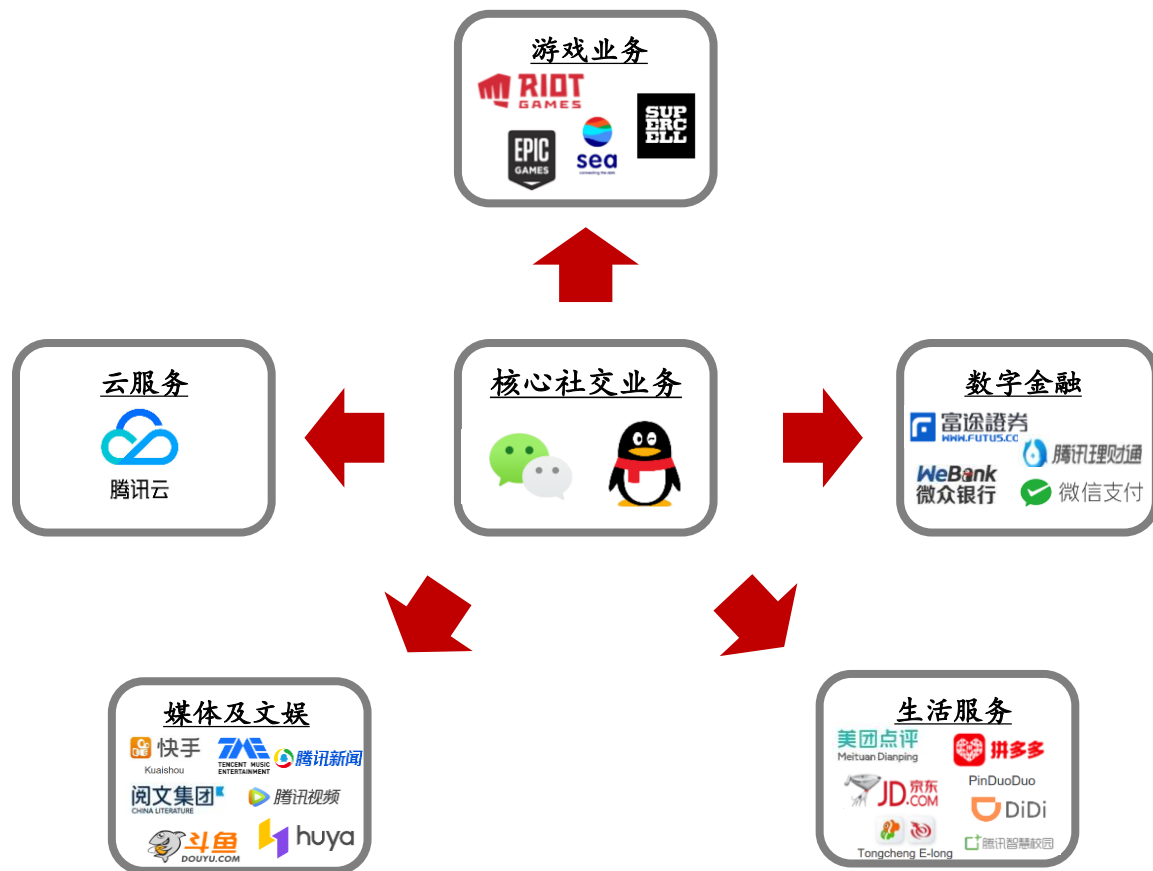 游戏业务
RIOT
GAMES
SUP
ERC
ELL
EPIC
GAMES
sea
connecting the dots
云服务
腾讯云
核心社交业务
数字金融
富途證券
WWW.FUTU5.CO
腾讯理财通
WeBank
微众银行
微信支付
媒体及文娱
快手
Kuaishou
TME
TENCENT MUSIC
ENTERTAINMENT
腾讯新闻
阅文集团
CHINA LITERATURE
腾讯视频
斗鱼
DOUYU.COM
huya
生活服务
美团点评
Meituan Dianping
拼多多
PinDuoDuo
JD.COM
京东
DiDi
Tongcheng E-long
腾讯智慧校园